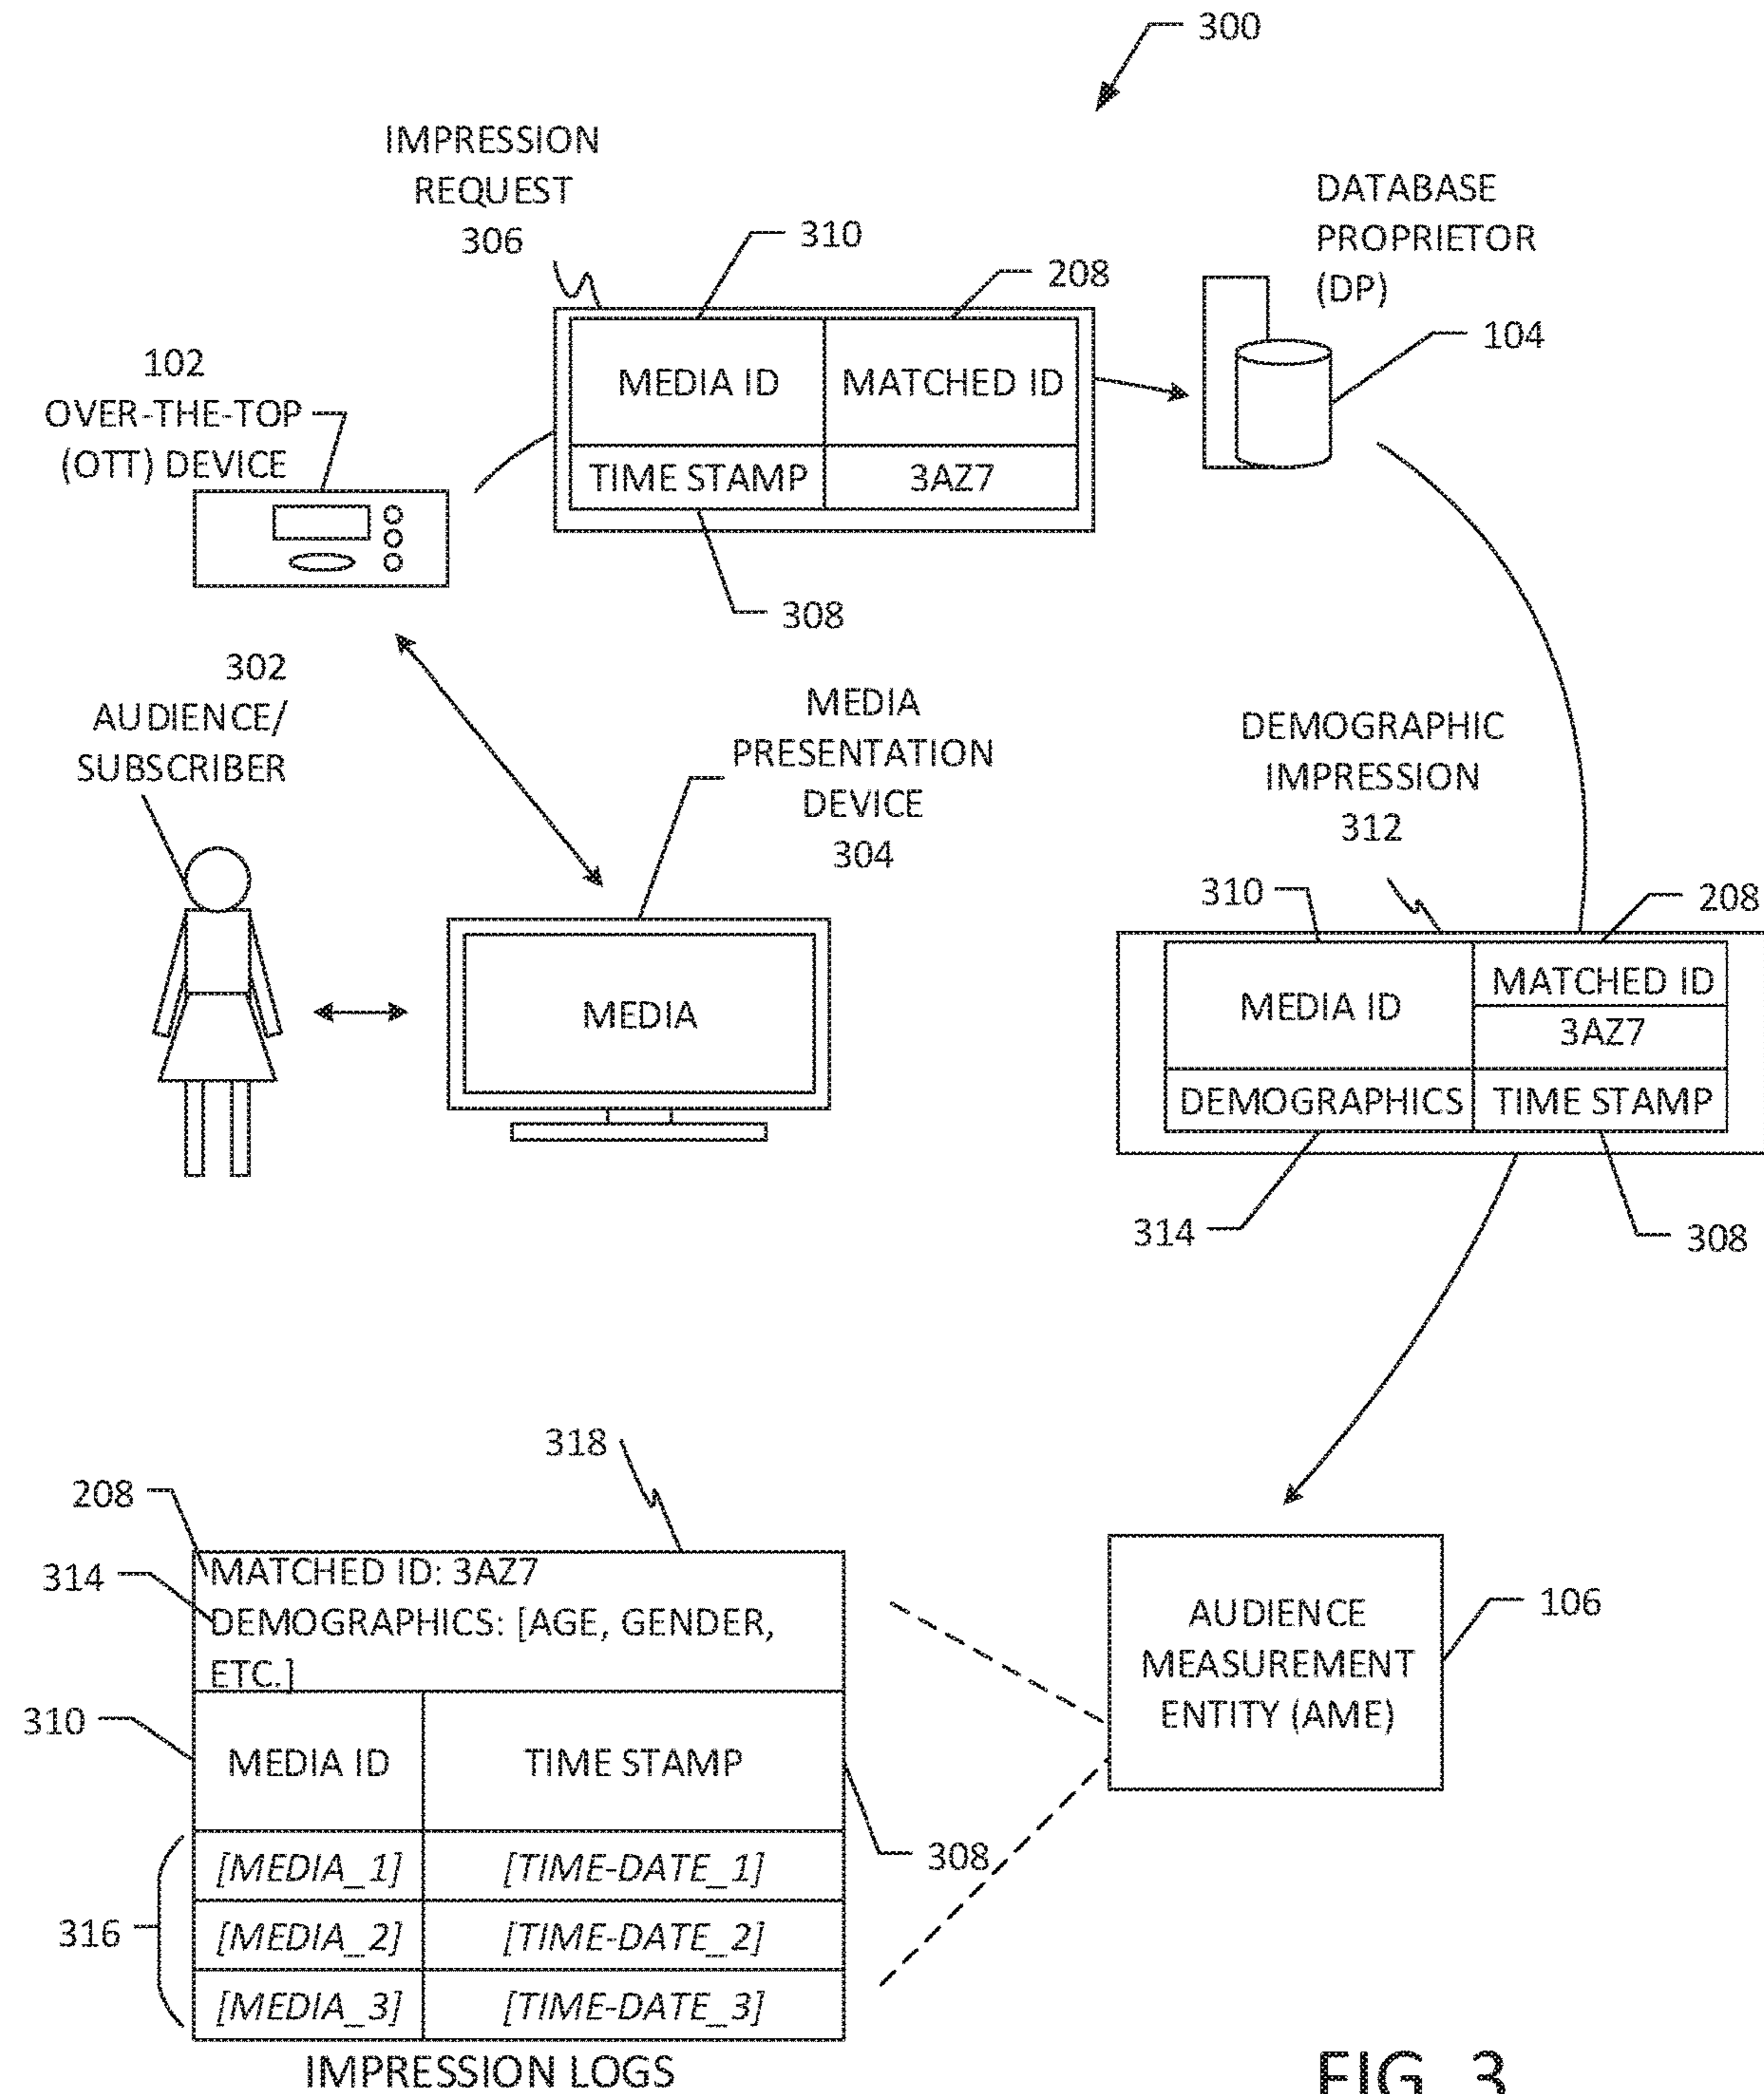 300
IMPRESSION
REQUEST
306
310
208
DATABASE
PROPRIETOR
(DP)
104
102
OVER-THE-TOP
(OTT) DEVICE
MEDIA ID
MATCHED ID
TIME STAMP
3AZ7
308
302
AUDIENCE/
SUBSCRIBER
MEDIA
PRESENTATION
DEVICE
304
MEDIA
DEMOGRAPHIC
IMPRESSION
312
310
208
MEDIA ID
MATCHED ID
3AZ7
DEMOGRAPHICS
TIME STAMP
314
308
318
208
314
MATCHED ID: 3AZ7
DEMOGRAPHICS: [AGE, GENDER,
ETC.]
310
MEDIA ID
TIME STAMP
308
316
[MEDIA_1]
[TIME-DATE_1]
[MEDIA_2]
[TIME-DATE_2]
[MEDIA_3]
[TIME-DATE_3]
IMPRESSION LOGS
AUDIENCE
MEASUREMENT
ENTITY (AME)
106
FIG. 3